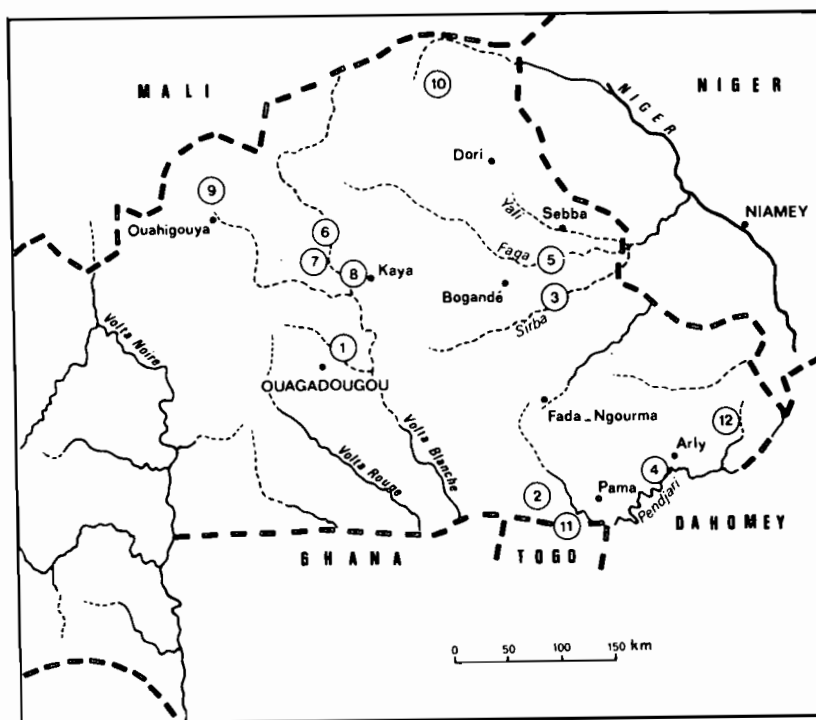 MALI
NIGER
NIGER
10
Dori
9
Ouahigouya
Yali
Sebba
NIAMEY
6
7
8
Kaya
Faga
5
Bogandé
3
Sirba
Volta Noire
1
OUAGADOUGOU
Fada_Ngourma
Volta Blanche
Volta Rouge
12
Arly
4
Pama
Pendjari
2
11
DAHOMEY
GHANA
TOGO
0 50 100 150 km